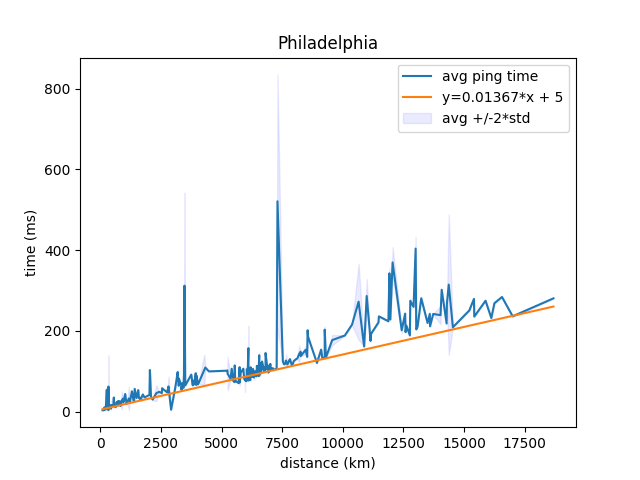 Philadelphia
avg ping time
y=0.01367*x + 5
avg +/-2*std
time (ms)
800
600
400
200
0
0 2500 5000 7500 10000 12500 15000 17500
distance (km)